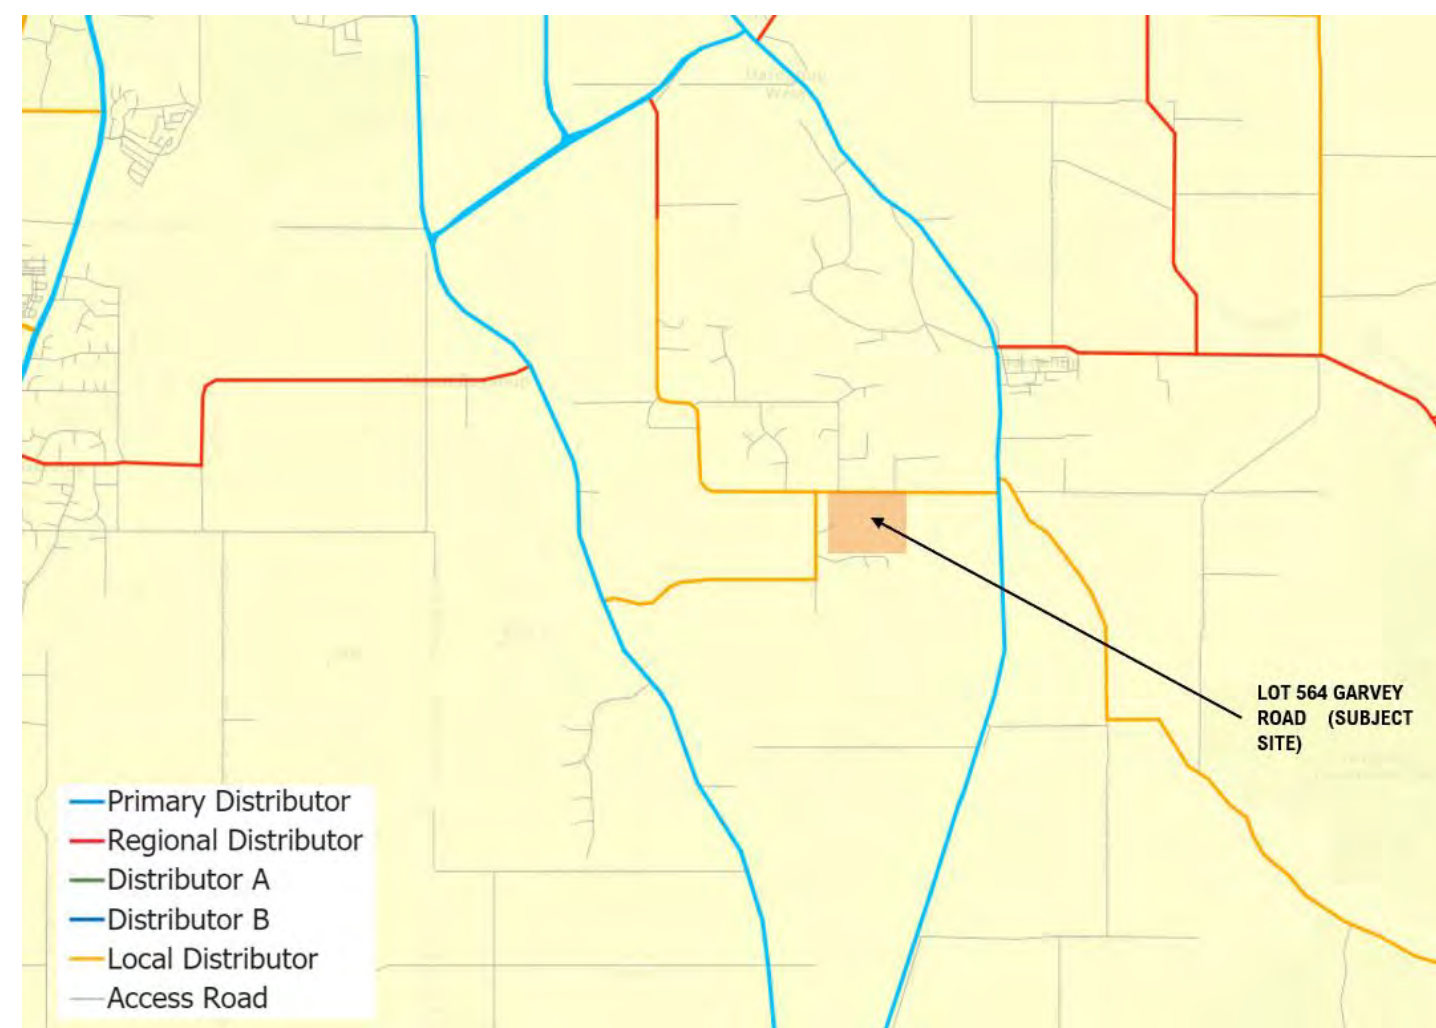 LOT 564 GARVEY
ROAD (SUBJECT
SITE)
Primary Distributor
Regional Distributor
Distributor A
Distributor B
Local Distributor
Access Road